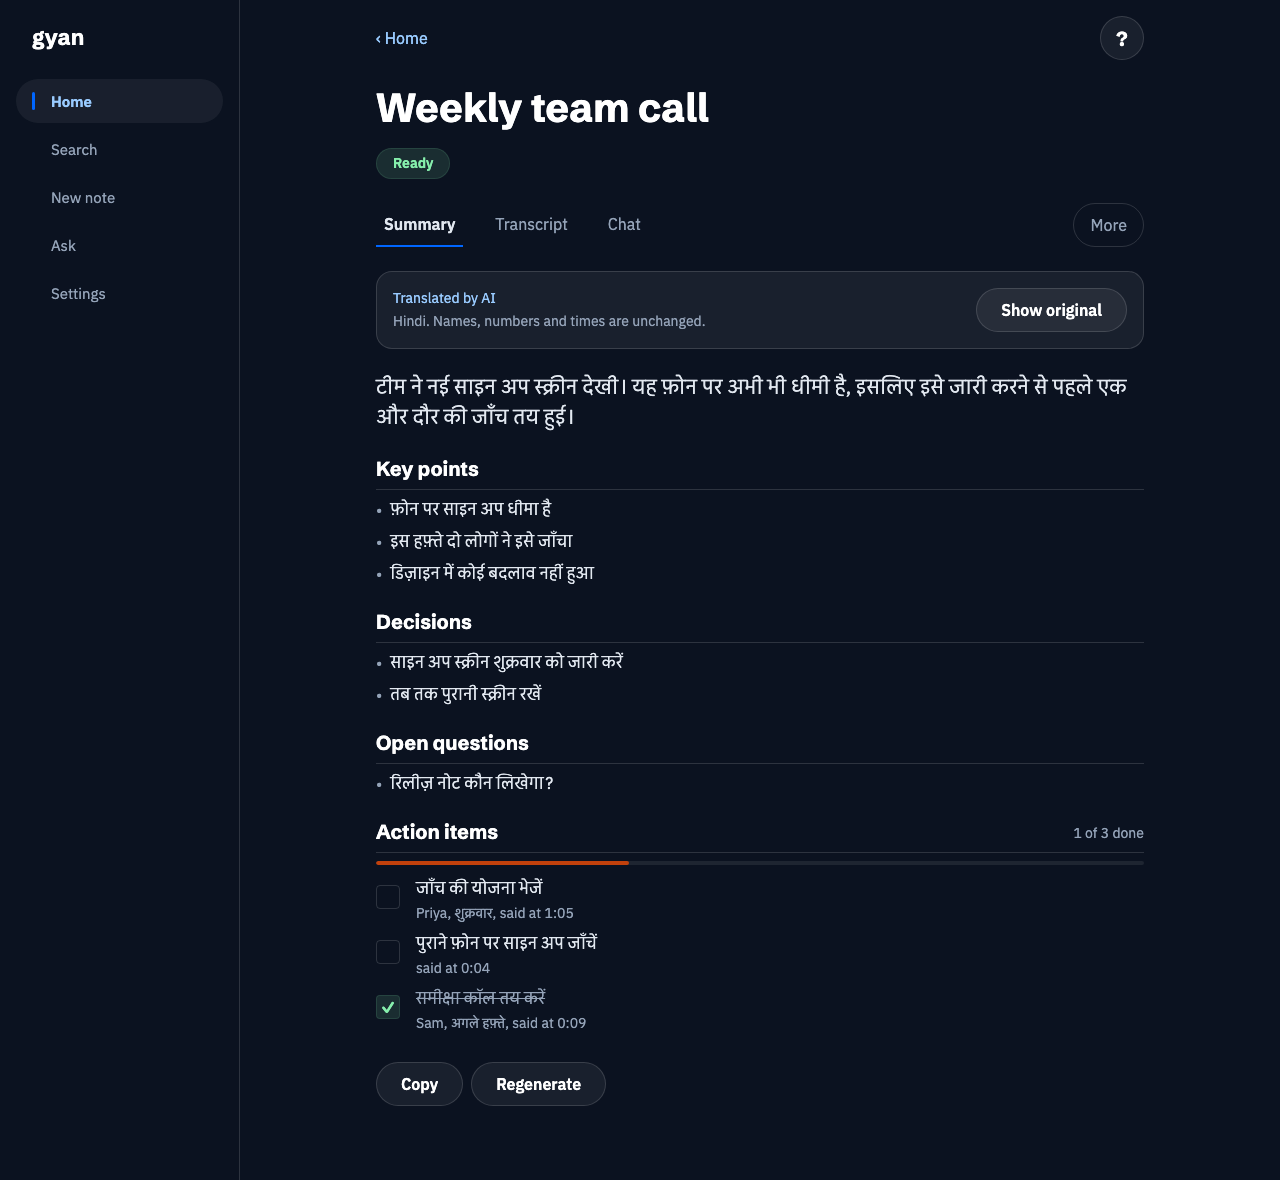 gyan
Home
Search
New note
Ask
Settings
‹ Home
?
Weekly team call
Ready
Summary
Transcript
Chat
More
Translated by AI
Hindi. Names, numbers and times are unchanged.
Show original
टीम ने नई साइन अप स्क्रीन देखी। यह फ़ोन पर अभी भी धीमी है, इसलिए इसे जारी करने से पहले एक
और दौर की जाँच तय हुई।
Key points
• फ़ोन पर साइन अप धीमा है
• इस हफ़्ते दो लोगों ने इसे जाँचा
• डिज़ाइन में कोई बदलाव नहीं हुआ
Decisions
• साइन अप स्क्रीन शुक्रवार को जारी करें
• तब तक पुरानी स्क्रीन रखें
Open questions
• रिलीज़ नोट कौन लिखेगा?
Action items
1 of 3 done
जाँच की योजना भेजें
Priya, शुक्रवार, said at 1:05
पुराने फ़ोन पर साइन अप जाँचें
said at 0:04
समीक्षा कॉल तय करें
Sam, अगले हफ़्ते, said at 0:09
Copy
Regenerate